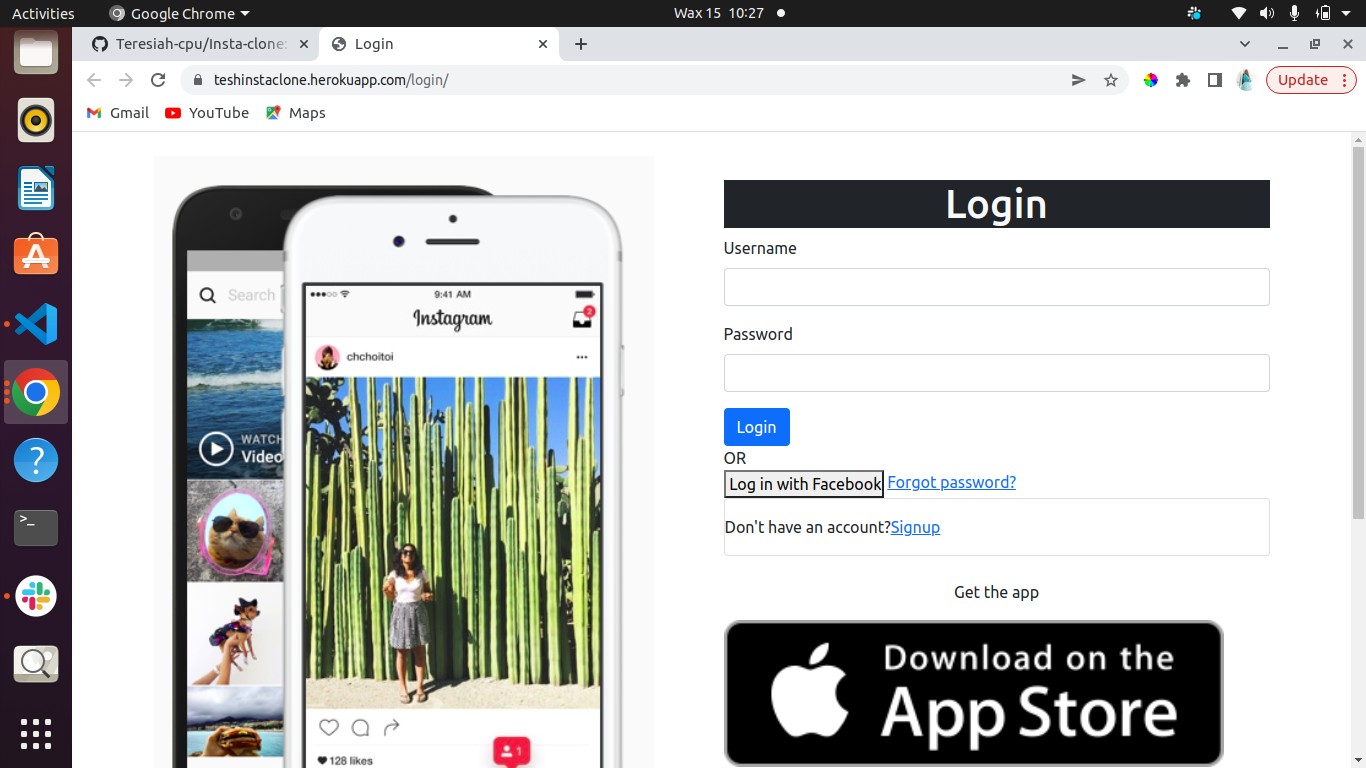 Activities
Google Chrome
Wax 15 10:27
Teresiah-cpu/Insta-clone:
Login
teshinstaclone.herokuapp.com/login/
Update
Gmail
YouTube
Maps
Login
Username
Password
Login
OR
Log in with Facebook Forgot password?
Don't have an account?Signup
Get the app
Download on the
App Store
Search
WATCH
Video
9:41 AM
Instagram
2
chchoitoi
1
128 likes